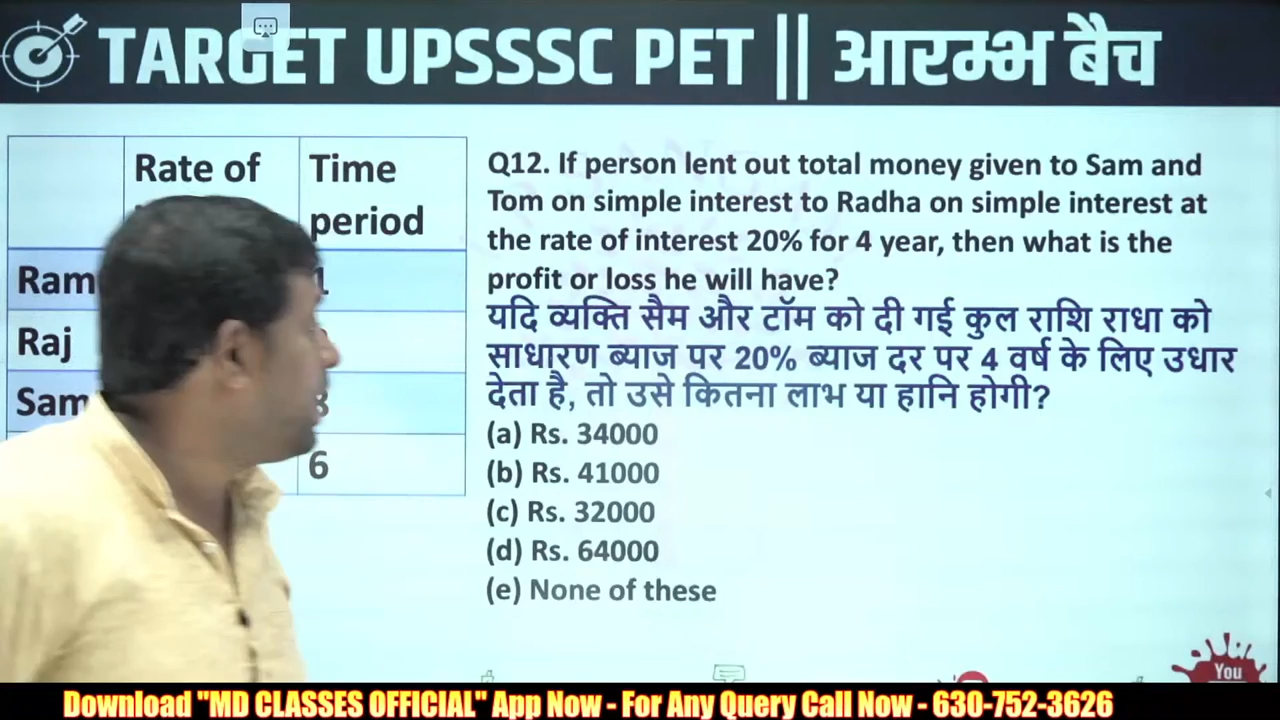 TARGET UPSSSC PET || आरम्भ बैच
Rate of
Time
period
Ram
Raj
Sam
6
Q12. If person lent out total money given to Sam and
Tom on simple interest to Radha on simple interest at
the rate of interest 20% for 4 year, then what is the
profit or loss he will have?
यदि व्यक्ति सैम और टॉम को दी गई कुल राशि राधा को
साधारण ब्याज पर 20% ब्याज दर पर 4 वर्ष के लिए उधार
देता है, तो उसे कितना लाभ या हानि होगी?
(a) Rs. 34000
(b) Rs. 41000
(c) Rs. 32000
(d) Rs. 64000
(e) None of these
You
Download "MD CLASSES OFFICIAL" App Now - For Any Query Call Now - 630-752-3626